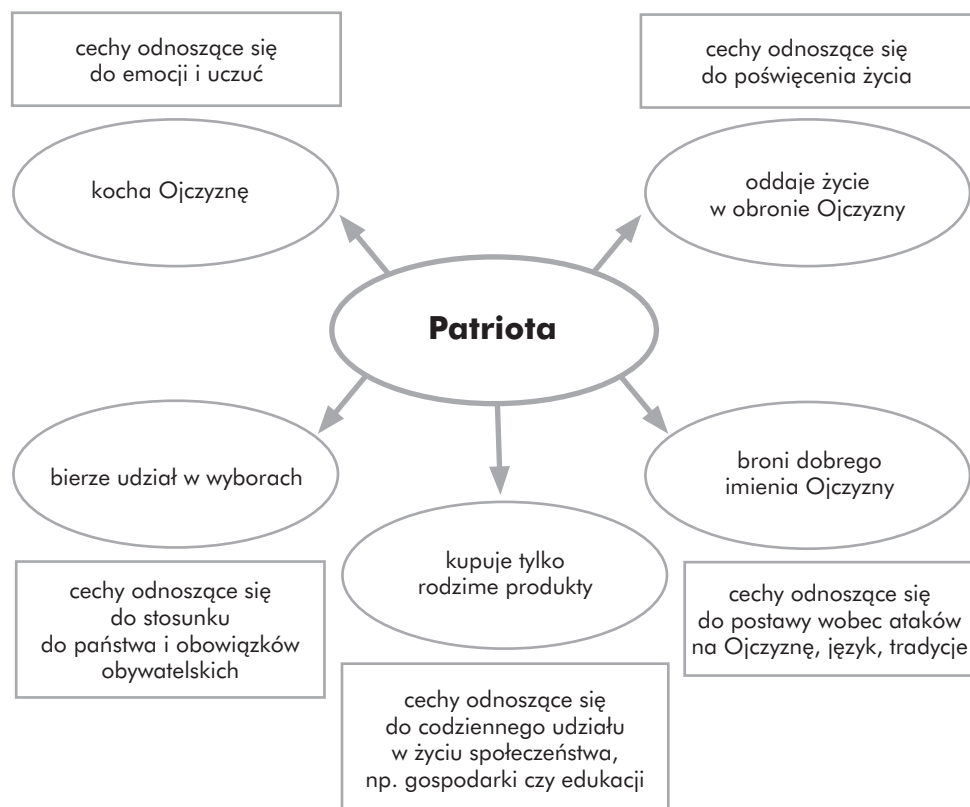 cechy odnoszące się
do emocji i uczuć
cechy odnoszące się
do poświęcenia życia
kocha Ojczyznę
oddaje życie
w obronie Ojczyzny
Patriota
bierze udział w wyborach
broni dobrego
imienia Ojczyzny
kupuje tylko
rodzime produkty
cechy odnoszące się
do stosunku
do państwa i obowiązków
obywatelskich
cechy odnoszące się
do postawy wobec ataków
na Ojczyznę, język, tradycje
cechy odnoszące się
do codziennego udziału
w życiu społeczeństwa,
np. gospodarki czy edukacji